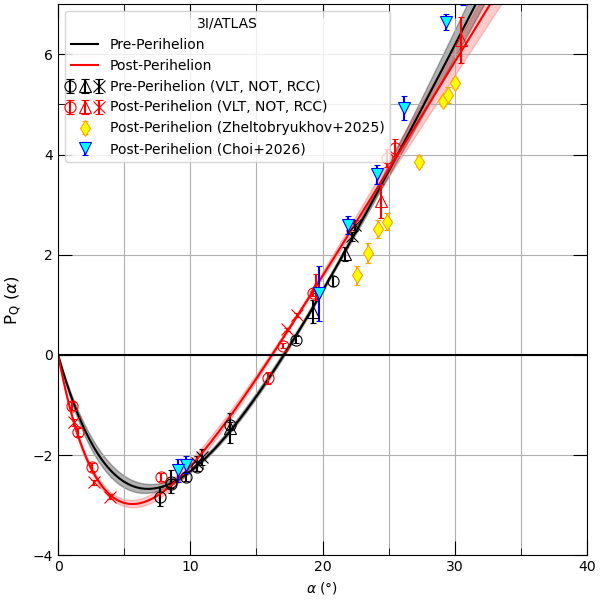 3I/ATLAS
Pre-Perihelion
Post-Perihelion
Pre-Perihelion (VLT, NOT, RCC)
Post-Perihelion (VLT, NOT, RCC)
Post-Perihelion (Zheltobryukhov+2025)
Post-Perihelion (Choi+2026)
6
4
2
0
−2
−4
P_Q (α)
0 10 20 30 40
α (°)